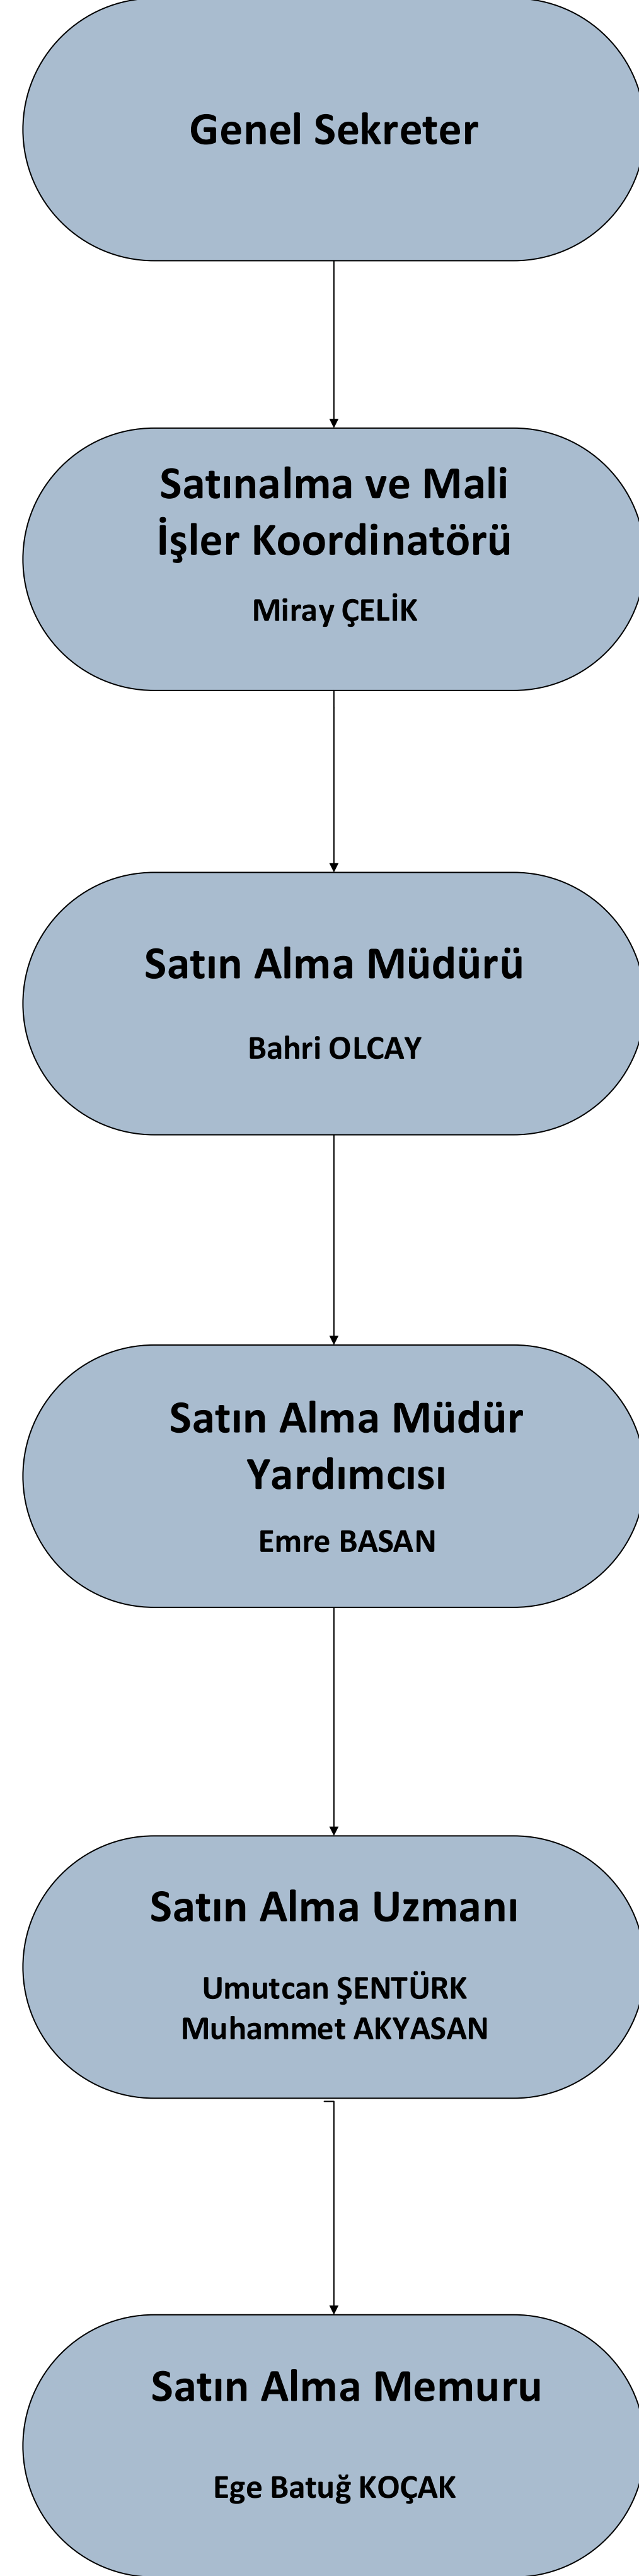 Genel Sekreter
Satınalma ve Mali
İşler Koordinatörü
Miray ÇELİK
Satın Alma Müdürü
Bahri OLCAY
Satın Alma Müdür
Yardımcısı
Emre BASAN
Satın Alma Uzmanı
Umutcan ŞENTÜRK
Muhammet AKYASAN
Satın Alma Memuru
Ege Batuğ KOÇAK